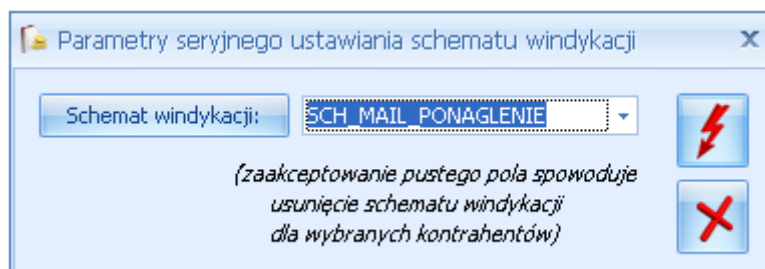 Parametry seryjnego ustawiania schematu windykacji
Schemat windykacji: SCH_MAIL_PONAGLENIE
(zaakceptowanie pustego pola spowoduje
usunięcie schematu windykacji
dla wybranych kontrahentów)